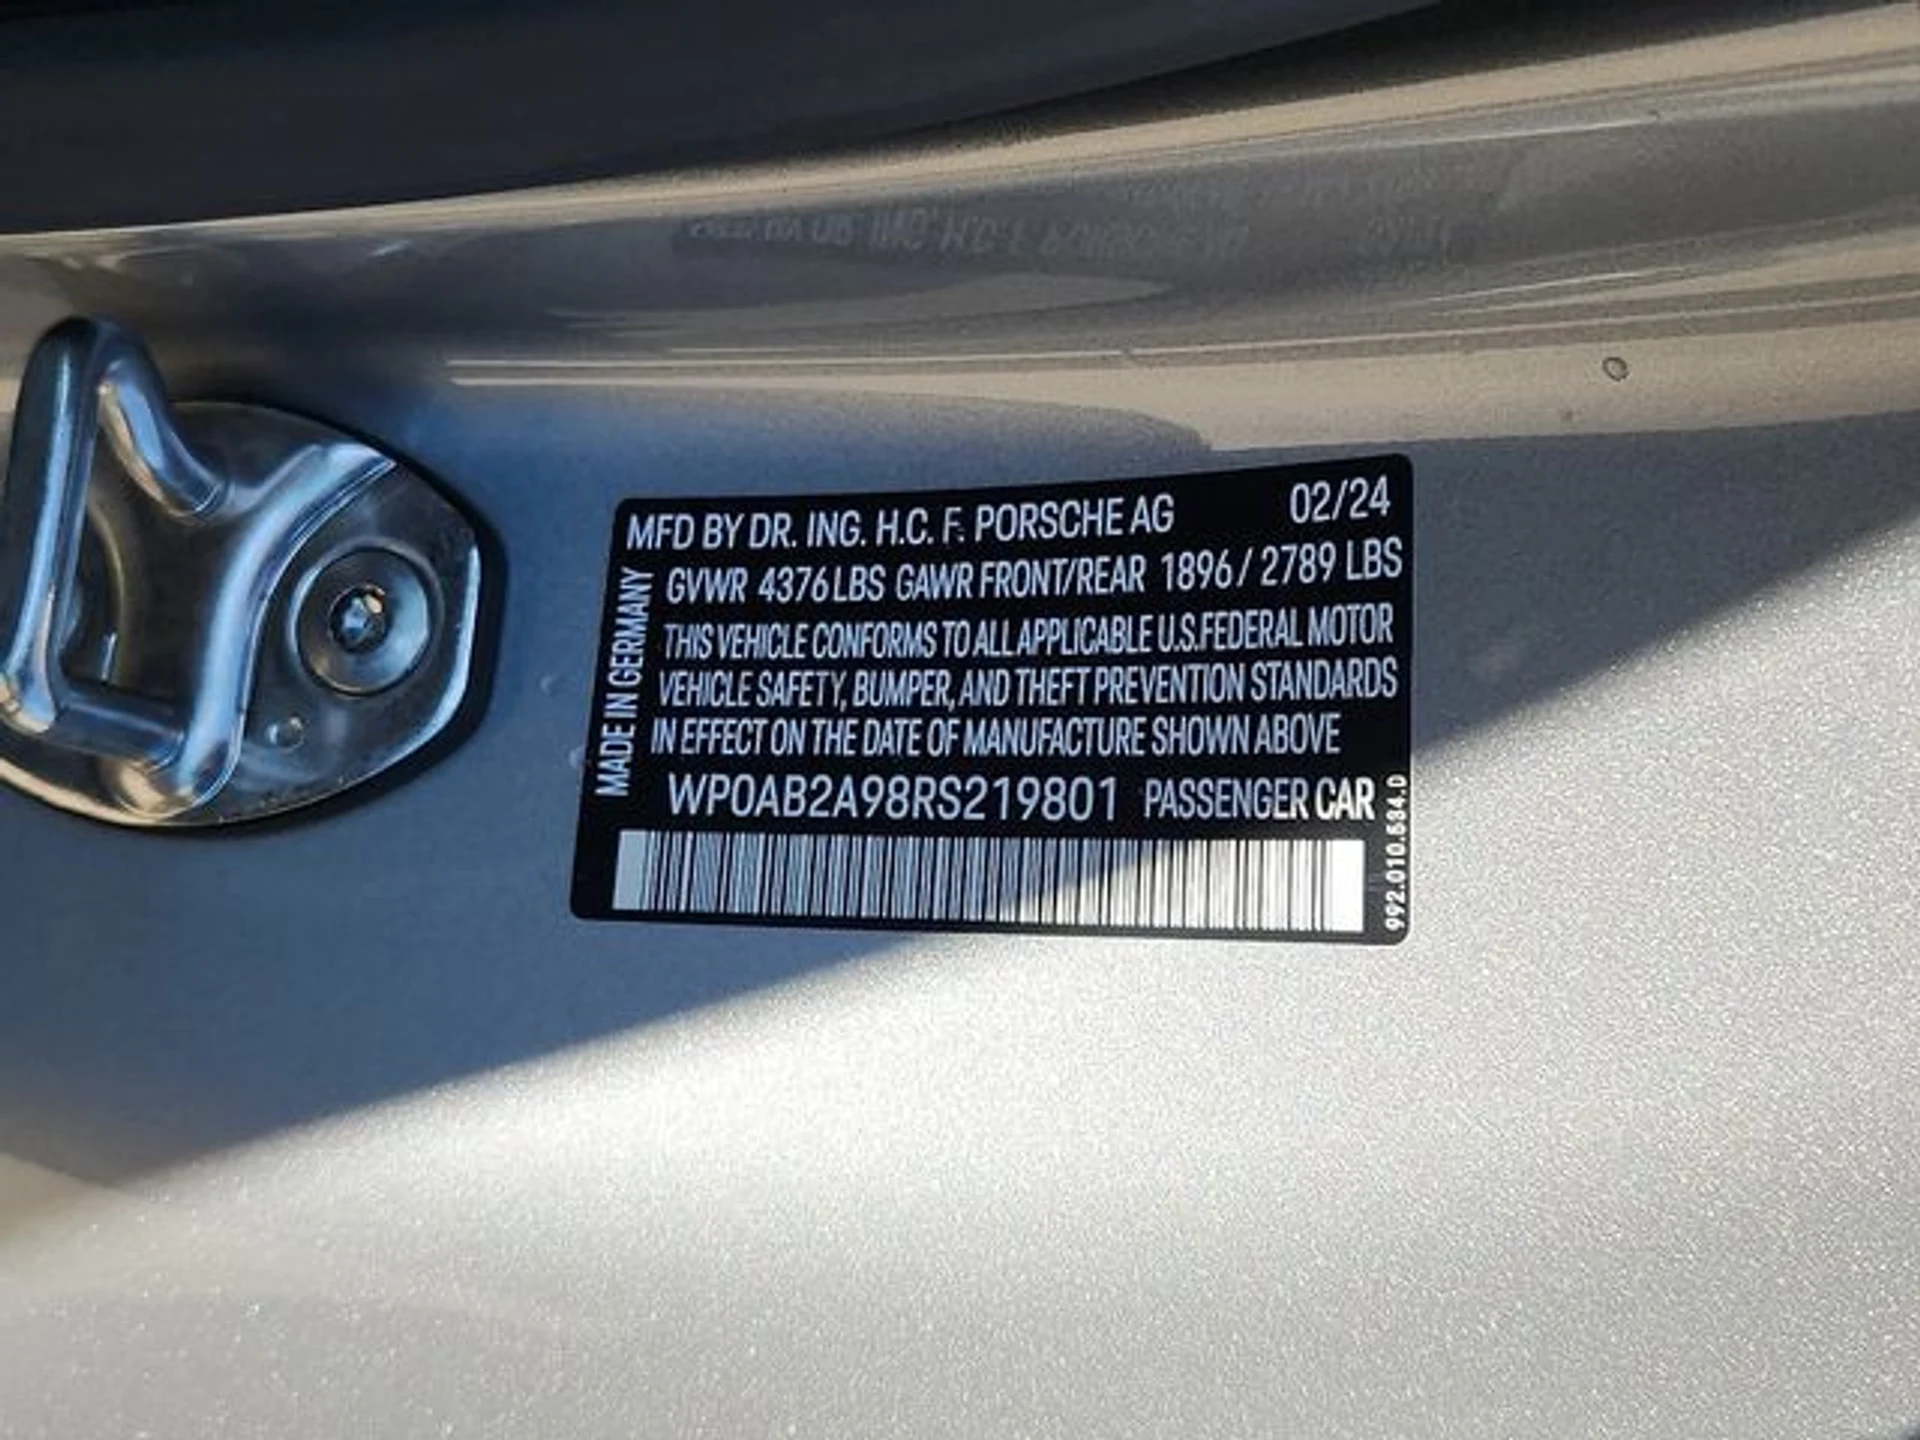 MFD BY DR. ING. H.C. F. PORSCHE AG 02/24
GVWR 4376 LBS GAWR FRONT/REAR 1896 / 2789 LBS
THIS VEHICLE CONFORMS TO ALL APPLICABLE U.S.FEDERAL MOTOR
VEHICLE SAFETY, BUMPER, AND THEFT PREVENTION STANDARDS
IN EFFECT ON THE DATE OF MANUFACTURE SHOWN ABOVE
WP0AB2A98RS219801 PASSENGER CAR
MADE IN GERMANY
992.010.534.D